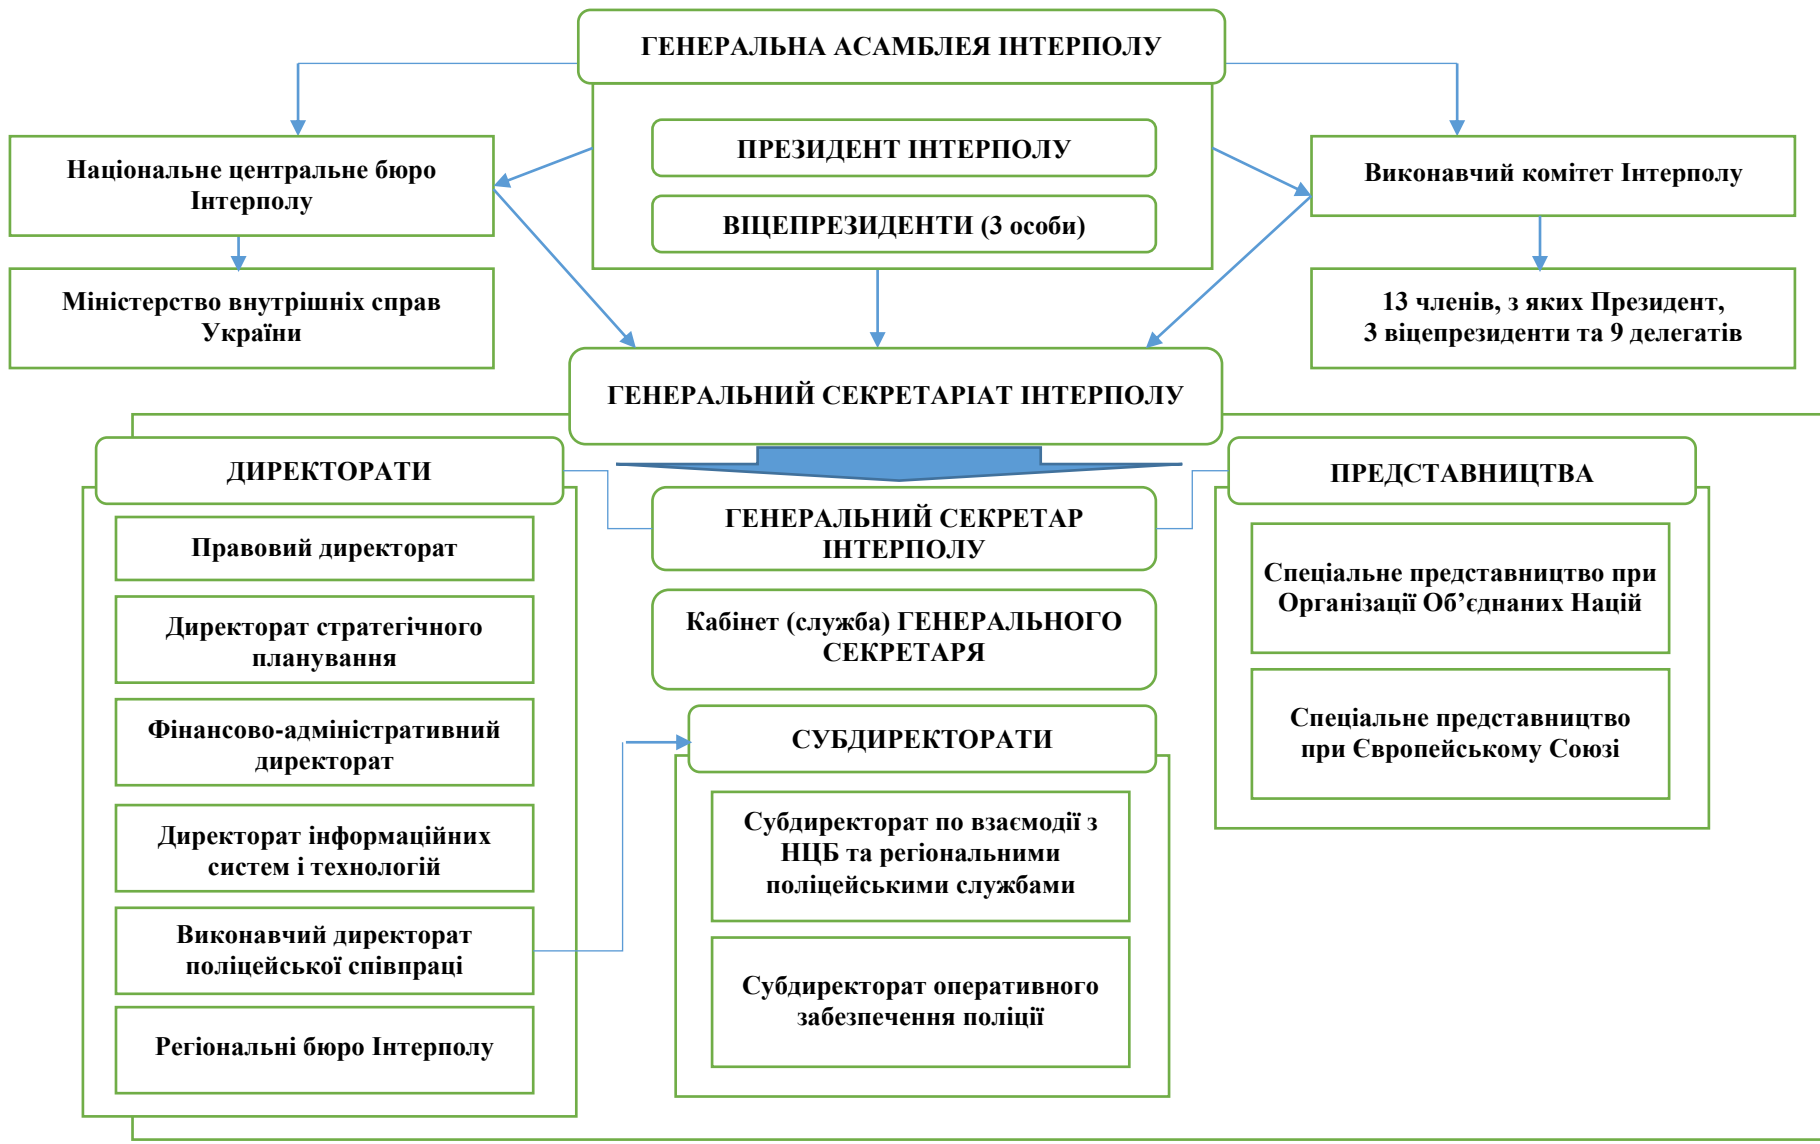 ГЕНЕРАЛЬНА АСАМБЛЕЯ ІНТЕРПОЛУ
ПРЕЗИДЕНТ ІНТЕРПОЛУ
ВІЦЕПРЕЗИДЕНТИ (3 особи)
Національне центральне бюро
Інтерполу
Міністерство внутрішніх справ
України
Виконавчий комітет Інтерполу
13 членів, з яких Президент,
3 віцепрезиденти та 9 делегатів
ГЕНЕРАЛЬНИЙ СЕКРЕТАРІАТ ІНТЕРПОЛУ
ДИРЕКТОРАТИ
Правовий директорат
Директорат стратегічного
планування
Фінансово-адміністративний
директорат
Директорат інформаційних
систем і технологій
Виконавчий директорат
поліцейської співпраці
Регіональні бюро Інтерполу
ГЕНЕРАЛЬНИЙ СЕКРЕТАР
ІНТЕРПОЛУ
Кабінет (служба) ГЕНЕРАЛЬНОГО
СЕКРЕТАРЯ
СУБДИРЕКТОРАТИ
Субдиректорат по взаємодії з
НЦБ та регіональними
поліцейськими службами
Субдиректорат оперативного
забезпечення поліції
ПРЕДСТАВНИЦТВА
Спеціальне представництво при
Організації Об’єднаних Націй
Спеціальне представництво
при Європейському Союзі